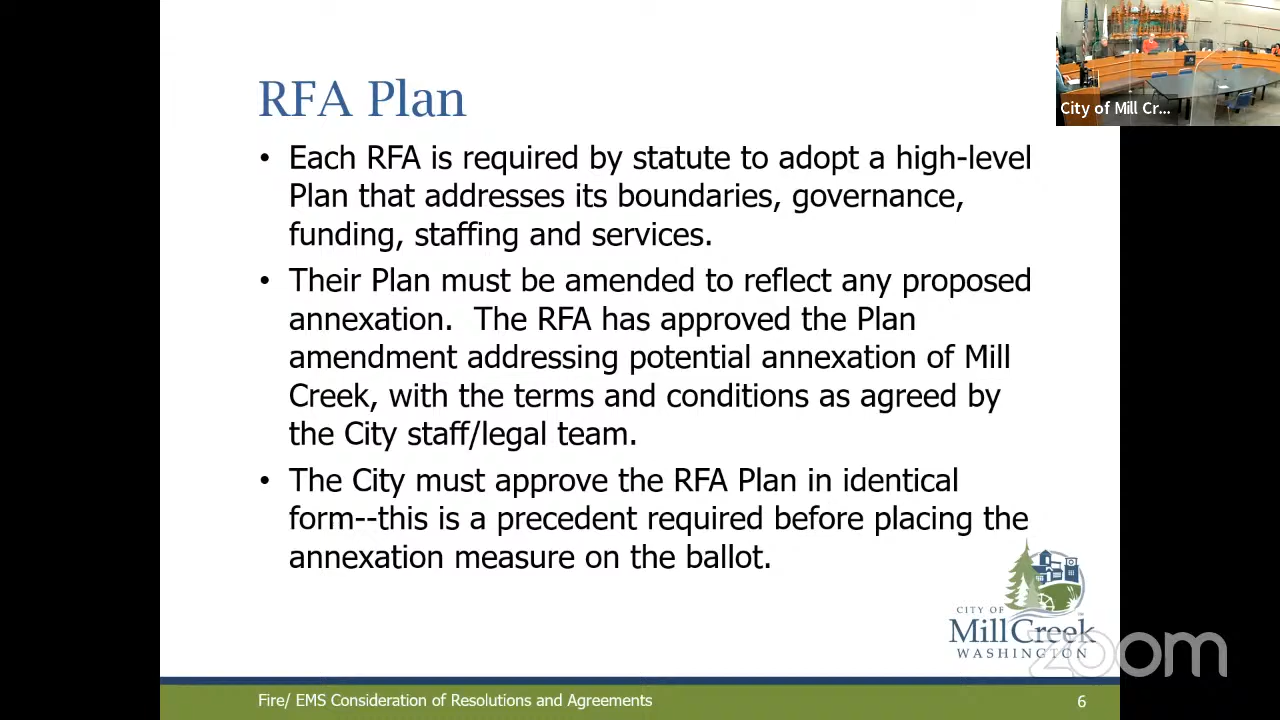 RFA Plan
• Each RFA is required by statute to adopt a high-level
Plan that addresses its boundaries, governance,
funding, staffing and services.
• Their Plan must be amended to reflect any proposed
annexation.  The RFA has approved the Plan
amendment addressing potential annexation of Mill
Creek, with the terms and conditions as agreed by
the City staff/legal team.
• The City must approve the RFA Plan in identical
form--this is a precedent required before placing the
annexation measure on the ballot.
CITY OF
Mill Creek
WASHINGTON
zoom
Fire/ EMS Consideration of Resolutions and Agreements
6
City of Mill Cr...